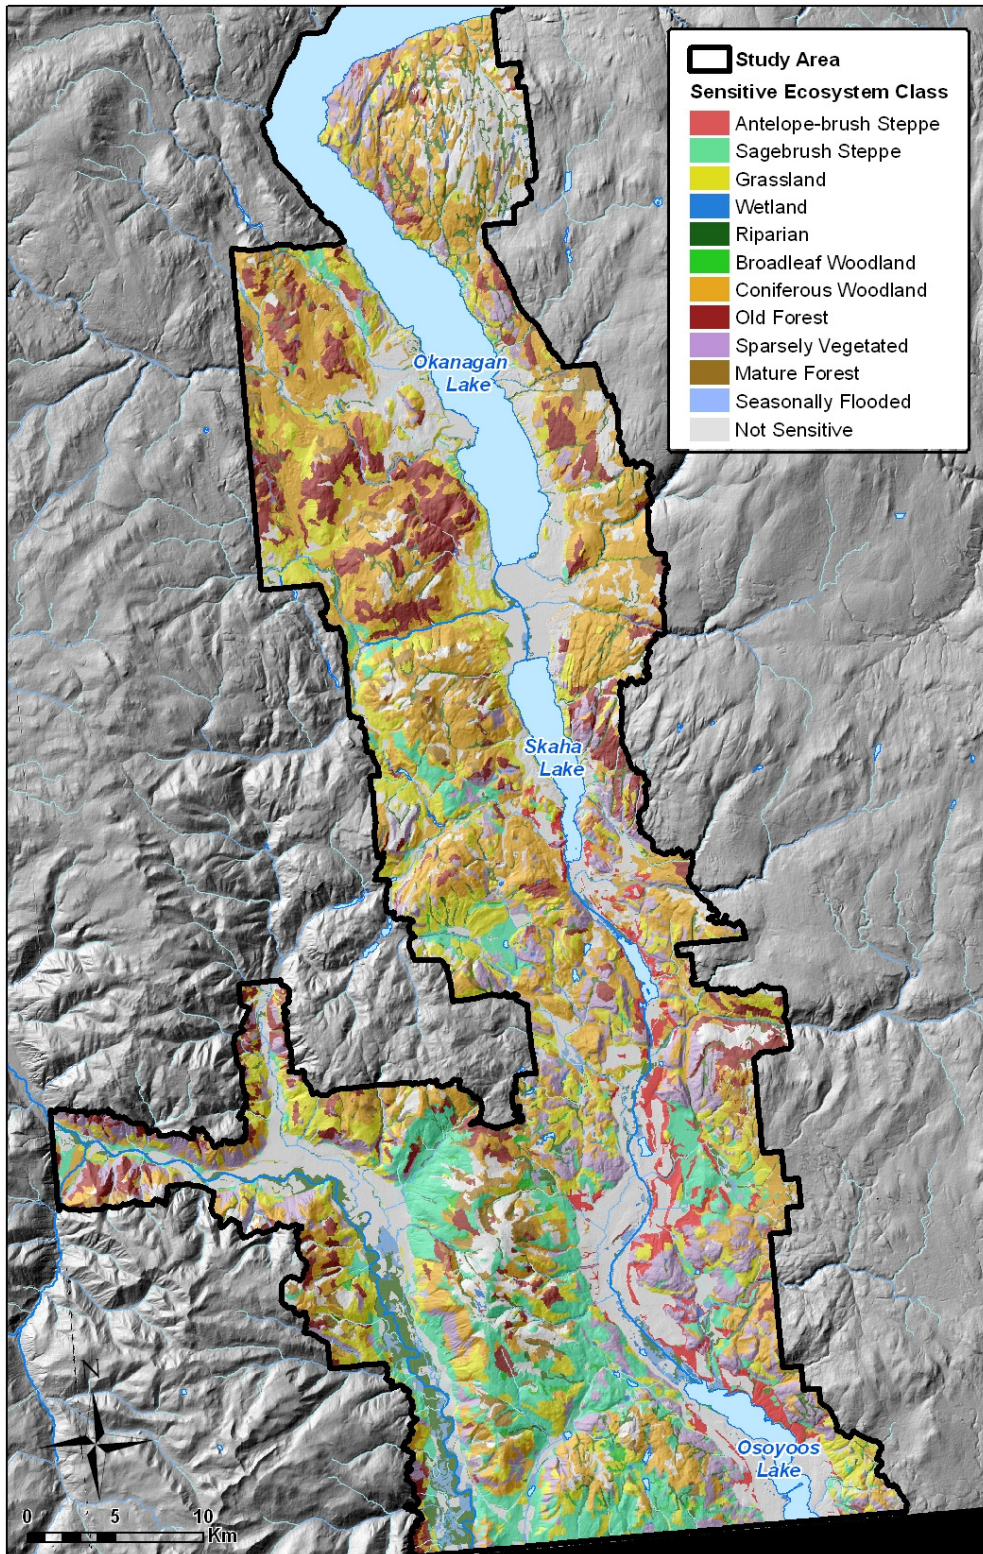 Study Area
Sensitive Ecosystem Class
Antelope-brush Steppe
Sagebrush Steppe
Grassland
Wetland
Riparian
Broadleaf Woodland
Coniferous Woodland
Old Forest
Sparsely Vegetated
Mature Forest
Seasonally Flooded
Not Sensitive
Okanagan
Lake
Skaha
Lake
Osoyoos
Lake
N
0 5 10
Km